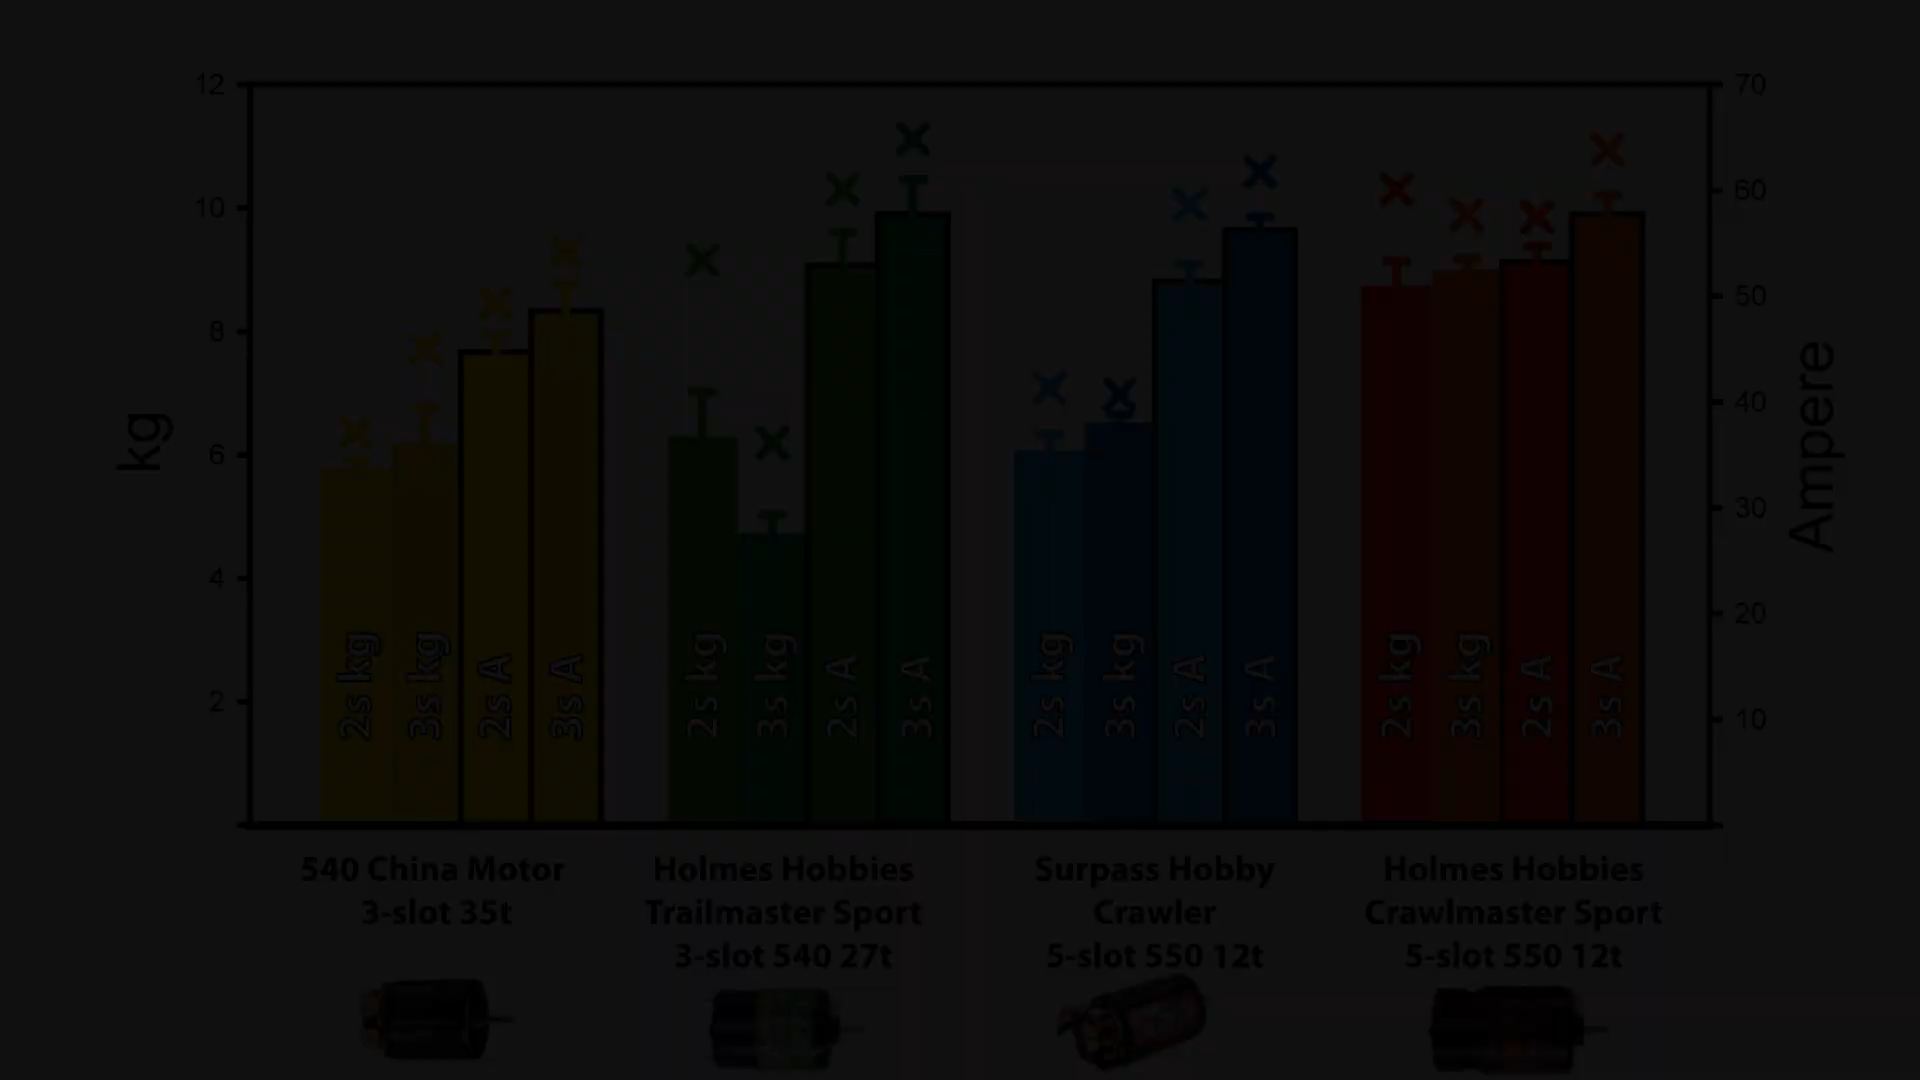 12
10
8
6
4
2
kg
70
60
50
40
30
20
10
Ampere
2s kg
3s kg
2s A
3s A
2s kg
3s kg
2s A
3s A
2s kg
3s kg
2s A
3s A
2s kg
3s kg
2s A
3s A
540 China Motor
3-slot 35t
Holmes Hobbies
Trailmaster Sport
3-slot 540 27t
Surpass Hobby
Crawler
5-slot 550 12t
Holmes Hobbies
Crawlmaster Sport
5-slot 550 12t